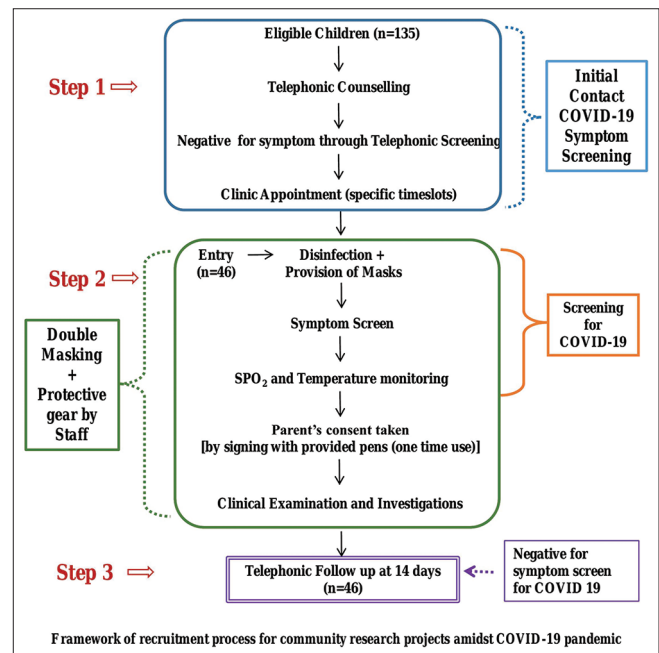 Eligible Children (n=135)
Step 1
Telephonic Counselling
Negative for symptom through Telephonic Screening
Clinic Appointment (specific timeslots)
Initial
Contact
COVID-19
Symptom
Screening
Step 2
Entry
(n=46)
Disinfection +
Provision of Masks
Symptom Screen
SPO₂ and Temperature monitoring
Parent's consent taken
[by signing with provided pens (one time use)]
Clinical Examination and Investigations
Double
Masking
+
Protective
gear by
Staff
Screening
for
COVID-19
Step 3
Telephonic Follow up at 14 days
(n=46)
Negative for
symptom screen
for COVID 19
Framework of recruitment process for community research projects amidst COVID-19 pandemic